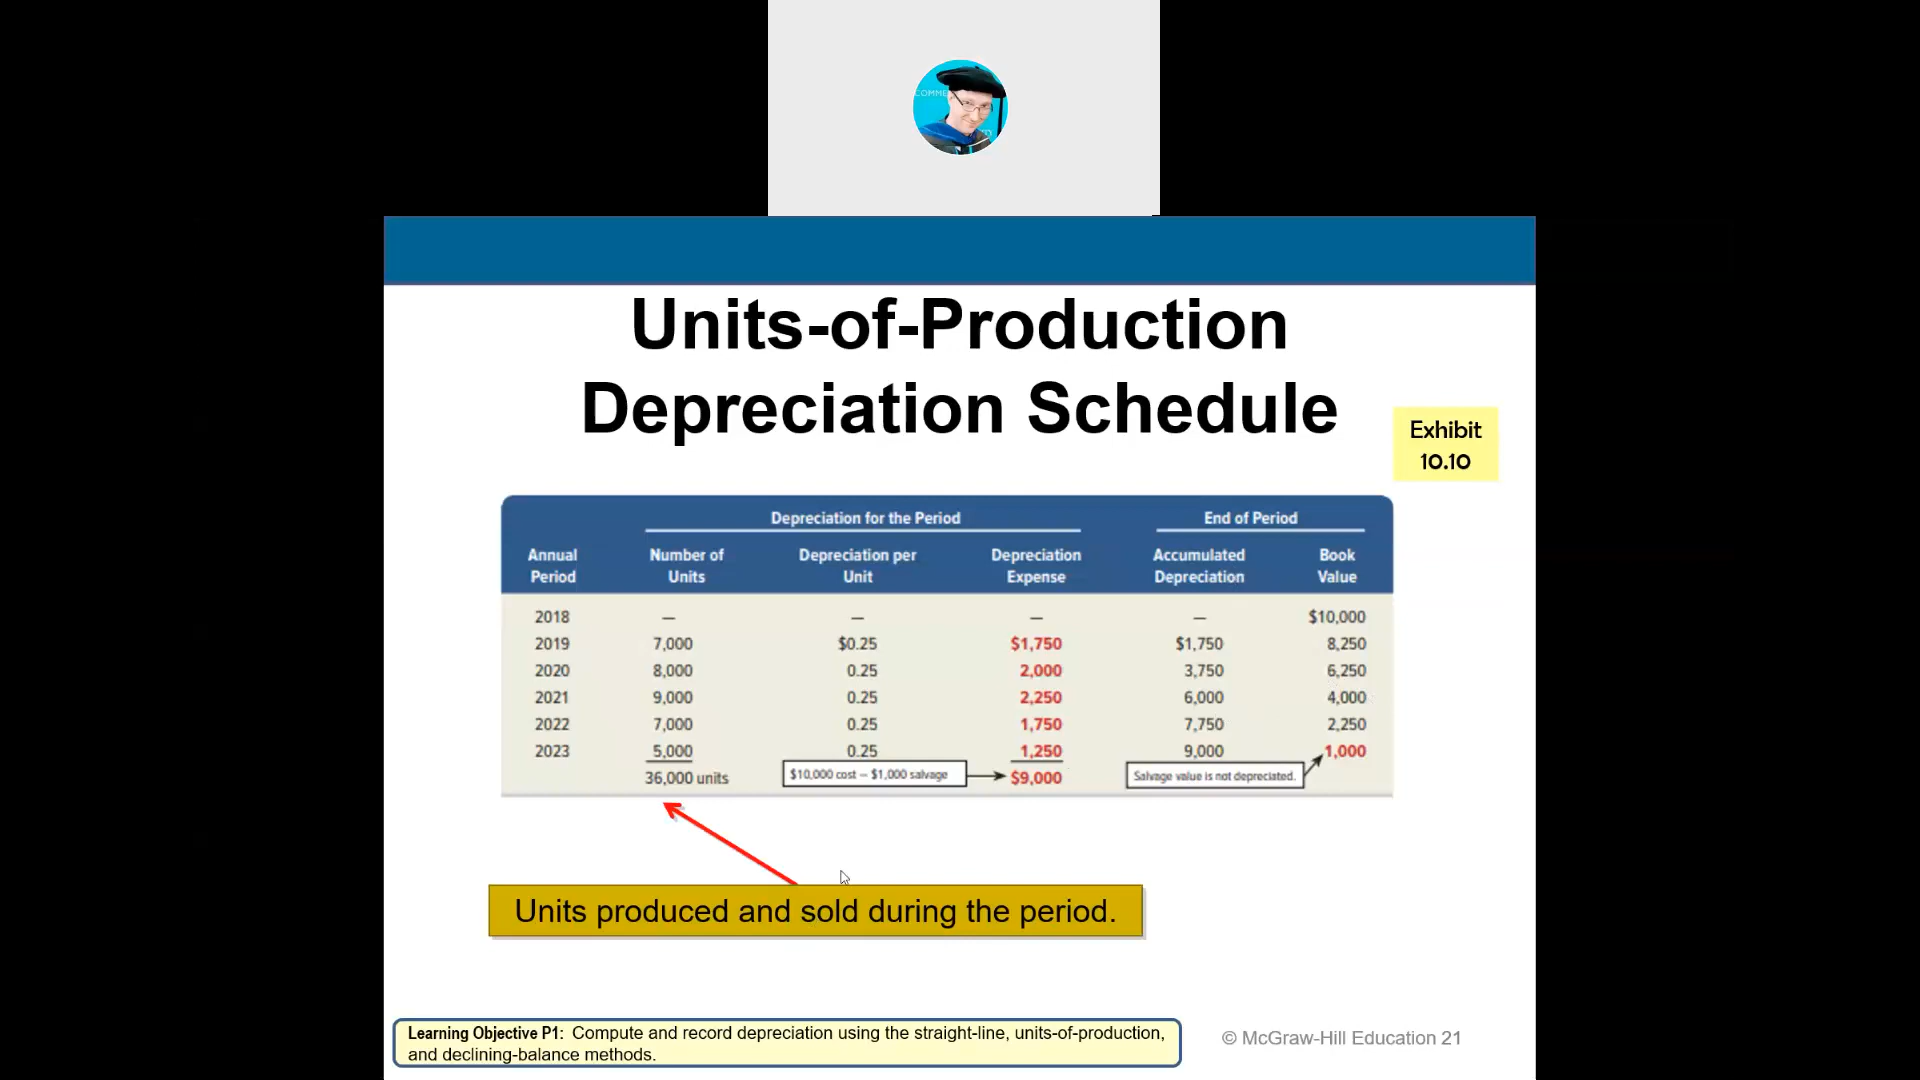 COMME
Units-of-Production
Depreciation Schedule
Exhibit
10.10
Depreciation for the Period End of Period
Annual Number of Depreciation per Depreciation Accumulated Book
Period Units Unit Expense Depreciation Value
2018 — — — — $10,000
2019 7,000 $0.25 $1,750 $1,750 8,250
2020 8,000 0.25 2,000 3,750 6,250
2021 9,000 0.25 2,250 6,000 4,000
2022 7,000 0.25 1,750 7,750 2,250
2023 5,000 0.25 1,250 9,000 1,000
36,000 units $10,000 cost – $1,000 salvage $9,000 Salvage value is not depreciated.
Units produced and sold during the period.
Learning Objective P1: Compute and record depreciation using the straight-line, units-of-production,
and declining-balance methods.
© McGraw-Hill Education 21